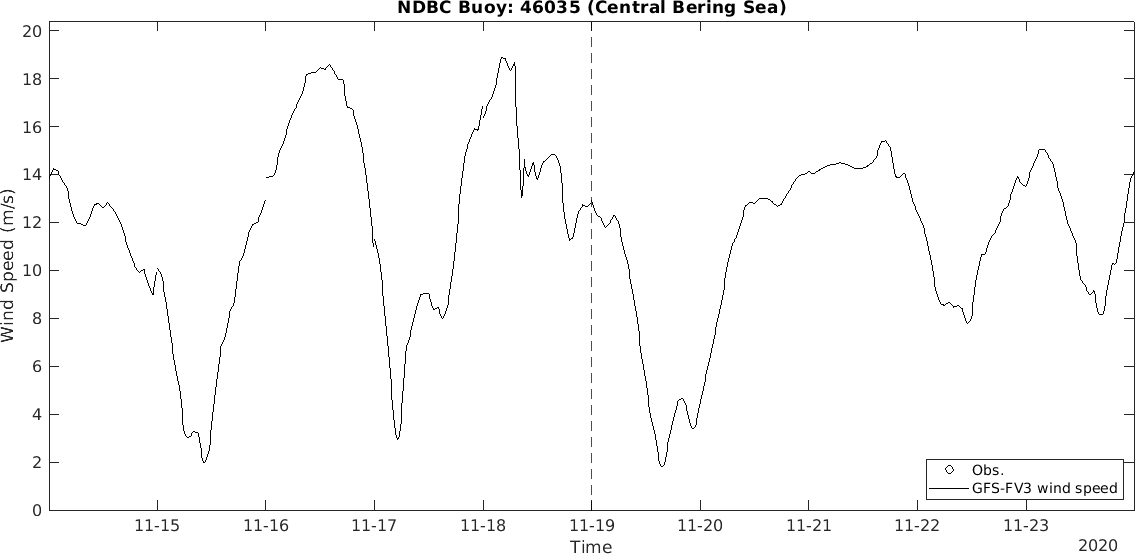 NDBC Buoy: 46035 (Central Bering Sea)
20
18
16
14
12
10
8
6
4
2
0
Wind Speed (m/s)
11-15 11-16 11-17 11-18 11-19 11-20 11-21 11-22 11-23
Time
2020
Obs.
GFS-FV3 wind speed